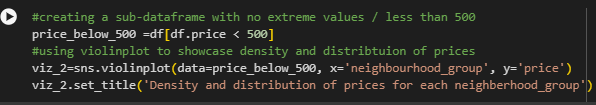 #creating a sub-dataframe with no extreme values / less than 500
price_below_500 =df[df.price < 500]
#using violinplot to showcase density and distribtuion of prices
viz_2=sns.violinplot(data=price_below_500, x='neighbourhood_group', y='price')
viz_2.set_title('Density and distribution of prices for each neighberhood_group')